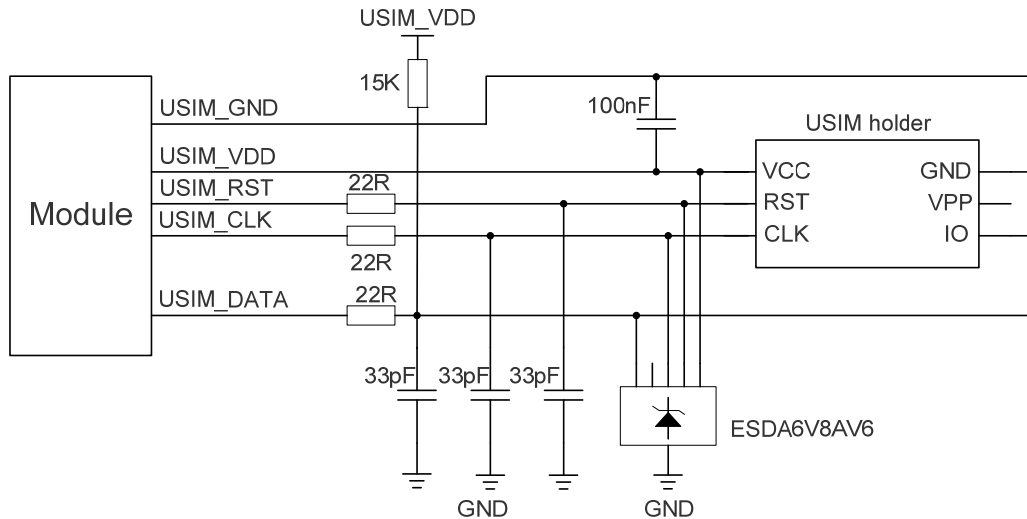 USIM_VDD
15K
USIM_GND
100nF
USIM holder
USIM_VDD
VCC
GND
USIM_RST
22R
RST
VPP
Module
USIM_CLK
CLK
IO
22R
USIM_DATA
22R
33pF
33pF
33pF
ESDA6V8AV6
GND
GND